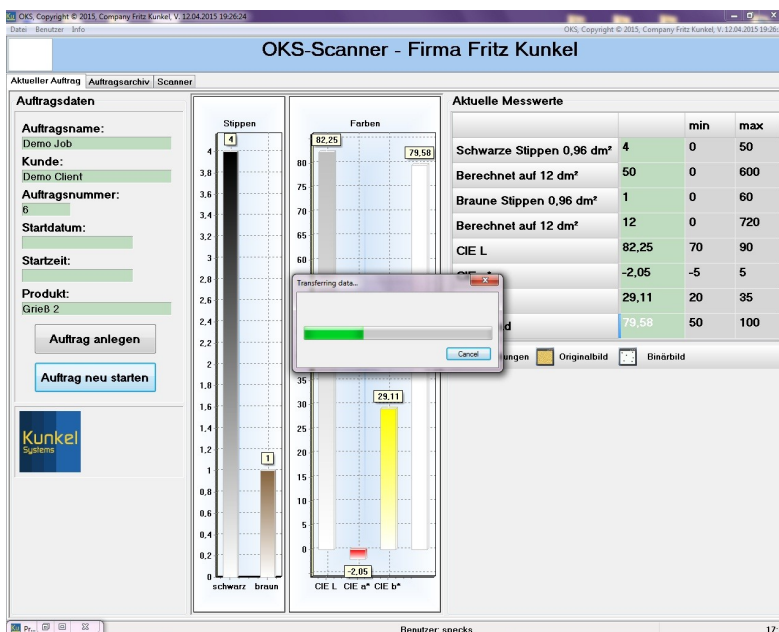 OKS, Copyright © 2015, Company Fritz Kunkel, V. 12.04.2015 19:26:24
Datei Benutzer Info
OKS, Copyright © 2015, Company Fritz Kunkel, V. 12.04.2015 19:26:
OKS-Scanner - Firma Fritz Kunkel
Aktueller Auftrag Auftragsarchiv Scanner
Auftragsdaten
Auftragsname:
Demo Job
Kunde:
Demo Client
Auftragsnummer:
6
Startdatum:
Startzeit:
Produkt:
Grieß 2
Auftrag anlegen
Auftrag neu starten
Kunkel
Systems
Stippen
4
4
3,8
3,6
3,4
3,2
3
2,8
2,6
2,4
2,2
2
1,8
1,6
1,4
1,2
1
1
0,8
0,6
0,4
0,2
0
schwarz braun
Farben
82,25
79,58
80
75
70
65
60
35
30
29,11
25
20
15
10
5
0
-2,05
CIE L CIE a* CIE b*
Aktuelle Messwerte
min max
Schwarze Stippen 0,96 dm² 4 0 50
Berechnet auf 12 dm² 50 0 600
Braune Stippen 0,96 dm² 1 0 60
Berechnet auf 12 dm² 12 0 720
CIE L 82,25 70 90
-2,05 -5 5
29,11 20 35
d 79,58 50 100
ungen Originalbild Binärbild
Transferring data...
Cancel
Pr...
Benutzer: specks
17: